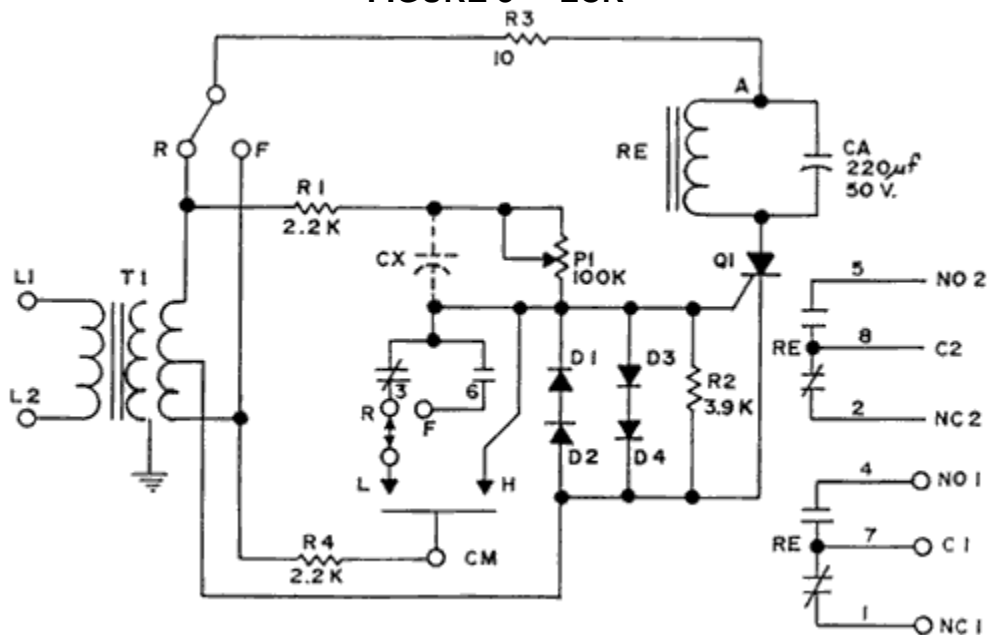 R3
10
A
RE
CA
220μf
50 V.
R
F
R1
2.2 K
CX
P1
100K
Q1
L1
T1
L2
5
NO 2
RE
8
C2
2
NC 2
D1
D3
R2
3.9 K
3
6
R
F
D2
D4
L
H
4
NO 1
R4
2.2 K
CM
RE
7
C 1
1
NC 1